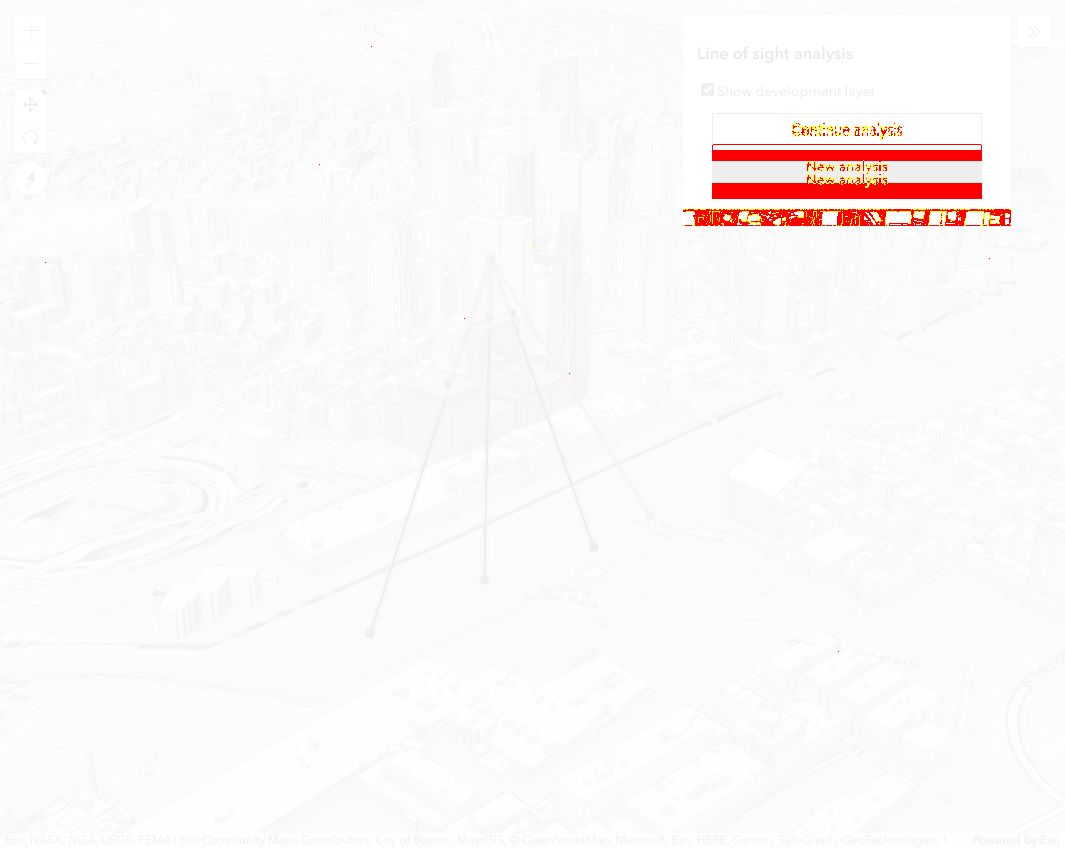 Line of sight analysis
Show development layer
Continue analysis
New analysis
New analysis
Esri, NASA, NGA, USGS, FEMA | Esri Community Maps Contributors, City of Boston, MassGIS, © OpenStreetMap, Microsoft, Esri, HERE, Garmin, SafeGraph, GeoTechnologies, I...
Powered by Esri